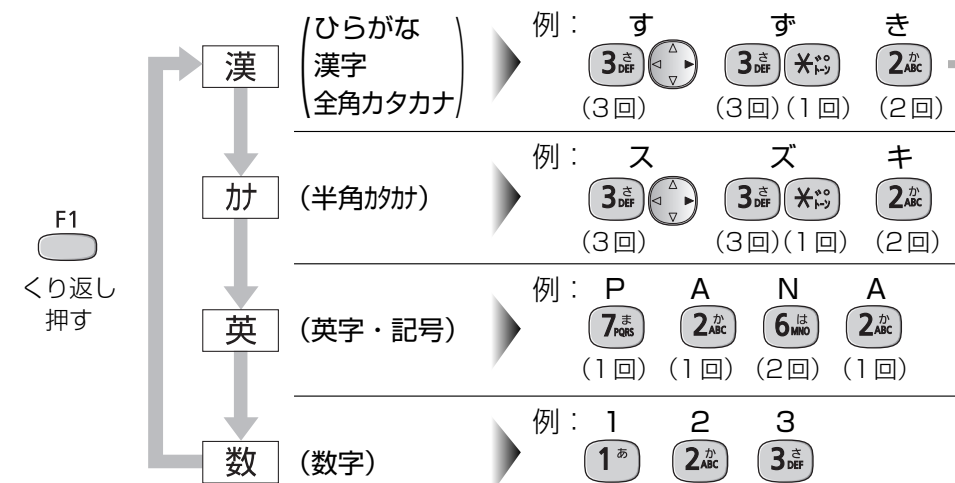 F1
くり返し
押す
漢
(ひらがな
漢字
全角カタカナ)
例： す ず き
3さDEF 3さDEF ＊゛゜トーン 2かABC
(3回) (3回)(1回) (2回)
ｶﾅ
(半角ｶﾀｶﾅ)
例： ス ズ キ
3さDEF 3さDEF ＊゛゜トーン 2かABC
(3回) (3回)(1回) (2回)
英
(英字・記号)
例： P A N A
7まPQRS 2かABC 6はMNO 2かABC
(1回) (1回) (2回) (1回)
数
(数字)
例： 1 2 3
1あ 2かABC 3さDEF